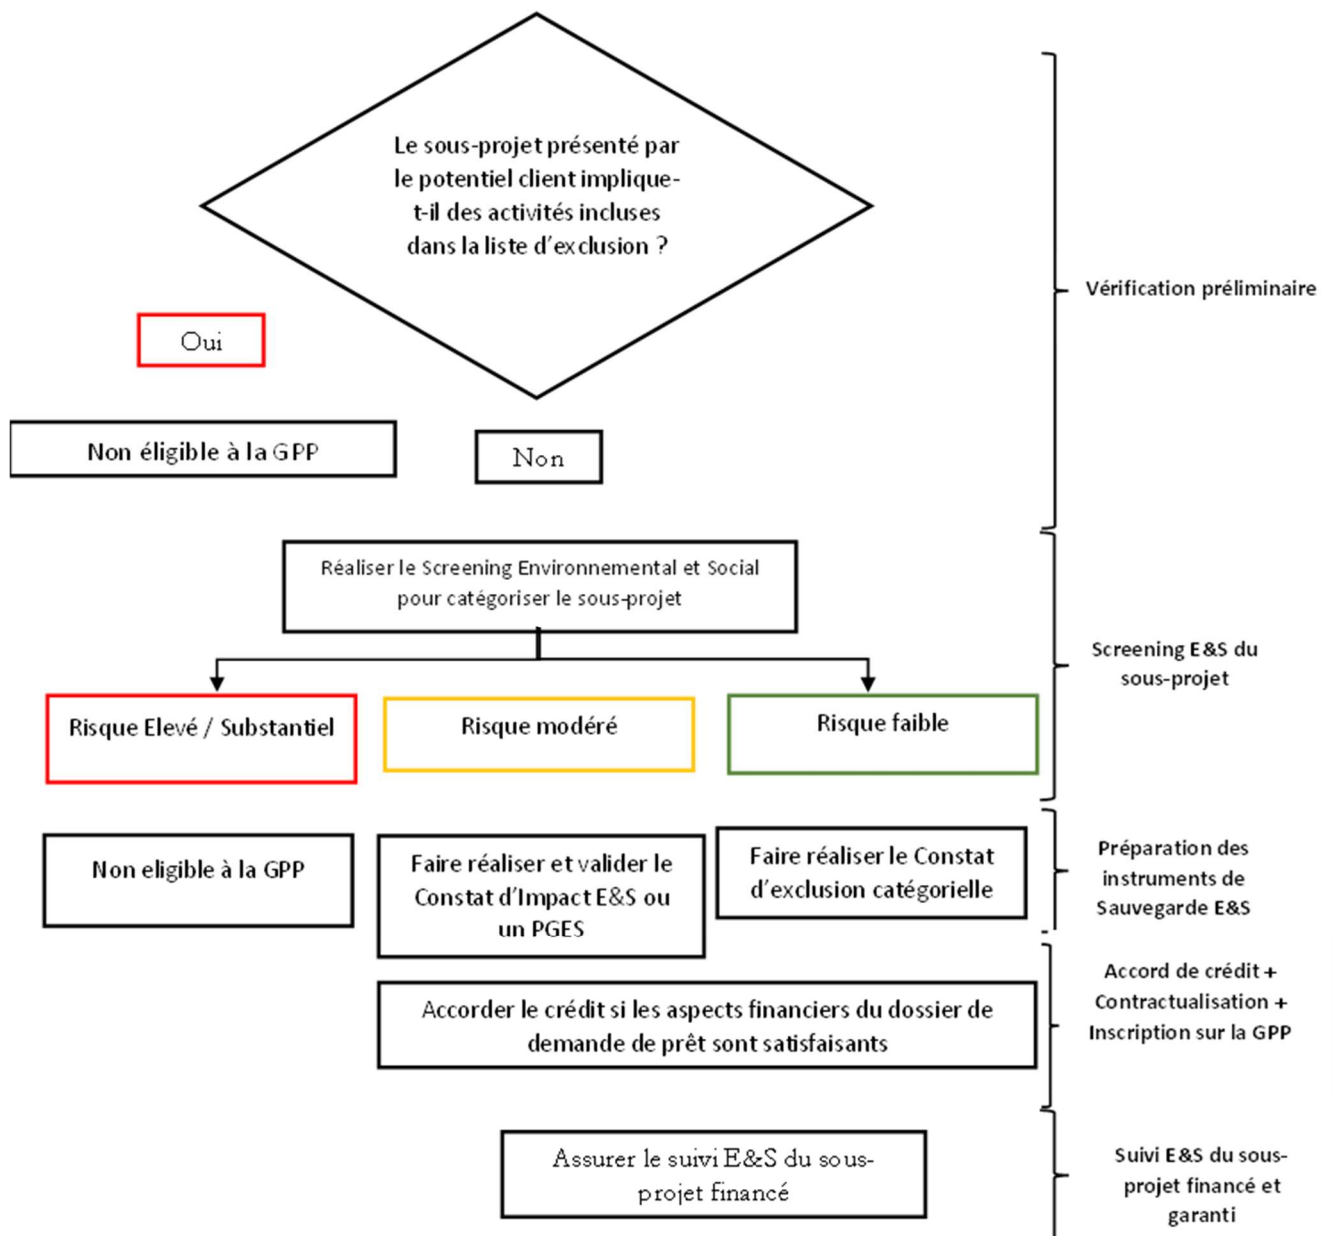 Le sous-projet présenté par
le potentiel client implique-
t-il des activités incluses
dans la liste d'exclusion ?
Vérification préliminaire
Oui
Non éligible à la GPP
Non
Réaliser le Screening Environnemental et Social
pour catégoriser le sous-projet
Screening E&S du
sous-projet
Risque Elevé / Substantiel
Risque modéré
Risque faible
Non eligible à la GPP
Faire réaliser et valider le
Constat d'Impact E&S ou
un PGES
Faire réaliser le Constat
d'exclusion catégorielle
Préparation des
instruments de
Sauvegarde E&S
Accorder le crédit si les aspects financiers du dossier de
demande de prêt sont satisfaisants
Accord de crédit +
Contractualisation +
Inscription sur la GPP
Assurer le suivi E&S du sous-
projet financé
Suivi E&S du sous-
projet financé et
garanti